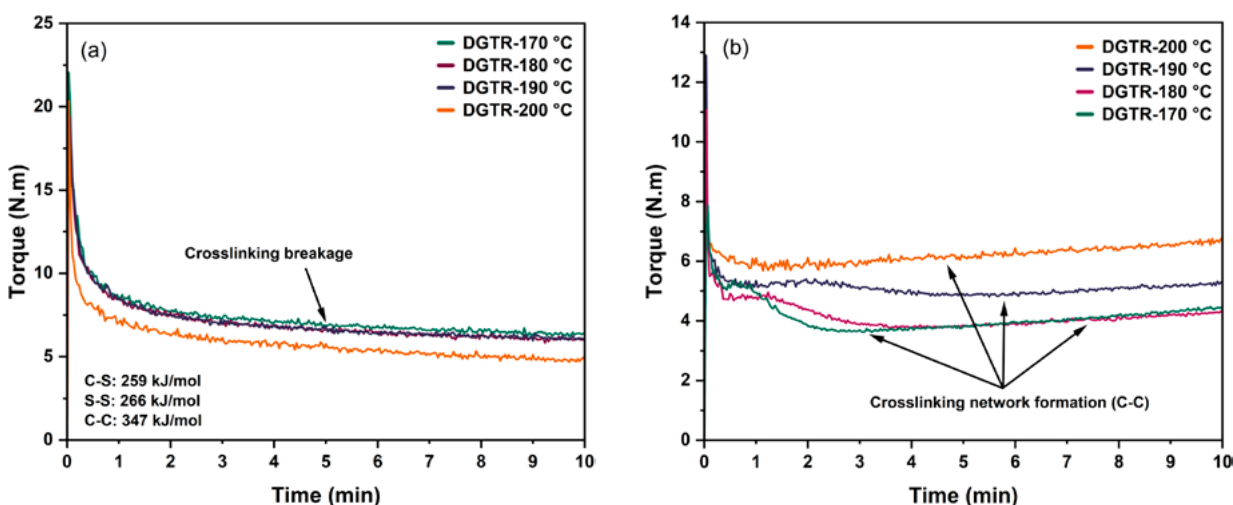 (a)
DGTR-170 °C
DGTR-180 °C
DGTR-190 °C
DGTR-200 °C
Crosslinking breakage
C-S: 259 kJ/mol
S-S: 266 kJ/mol
C-C: 347 kJ/mol
Torque (N.m)
25
20
15
10
5
0
0 1 2 3 4 5 6 7 8 9 10
Time (min)
(b)
DGTR-200 °C
DGTR-190 °C
DGTR-180 °C
DGTR-170 °C
Crosslinking network formation (C-C)
Torque (N.m)
14
12
10
8
6
4
2
0
0 1 2 3 4 5 6 7 8 9 10
Time (min)